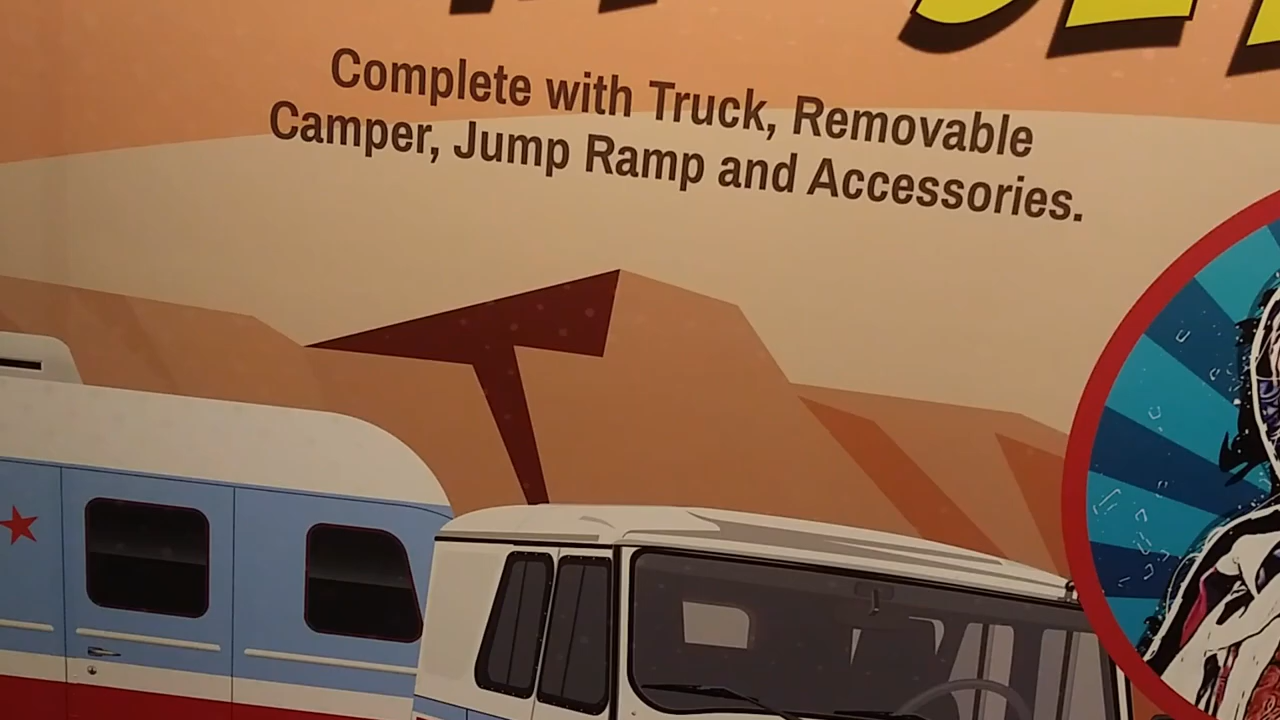 Complete with Truck, Removable
Camper, Jump Ramp and Accessories.